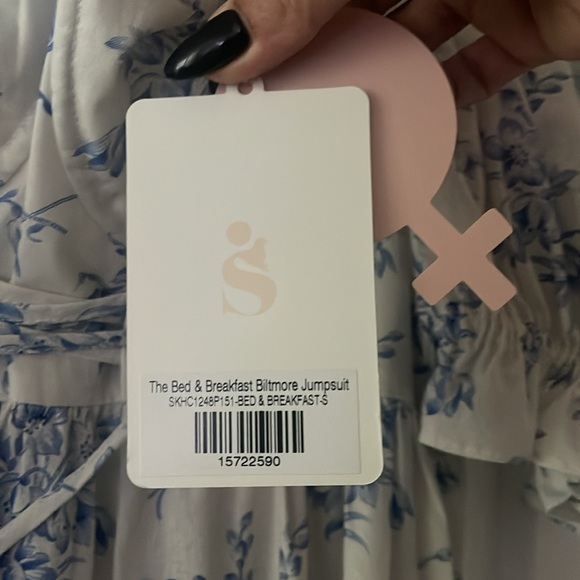 The Bed & Breakfast Biltmore Jumpsuit
SKHC1248P151-BED & BREAKFAST-S
15722590